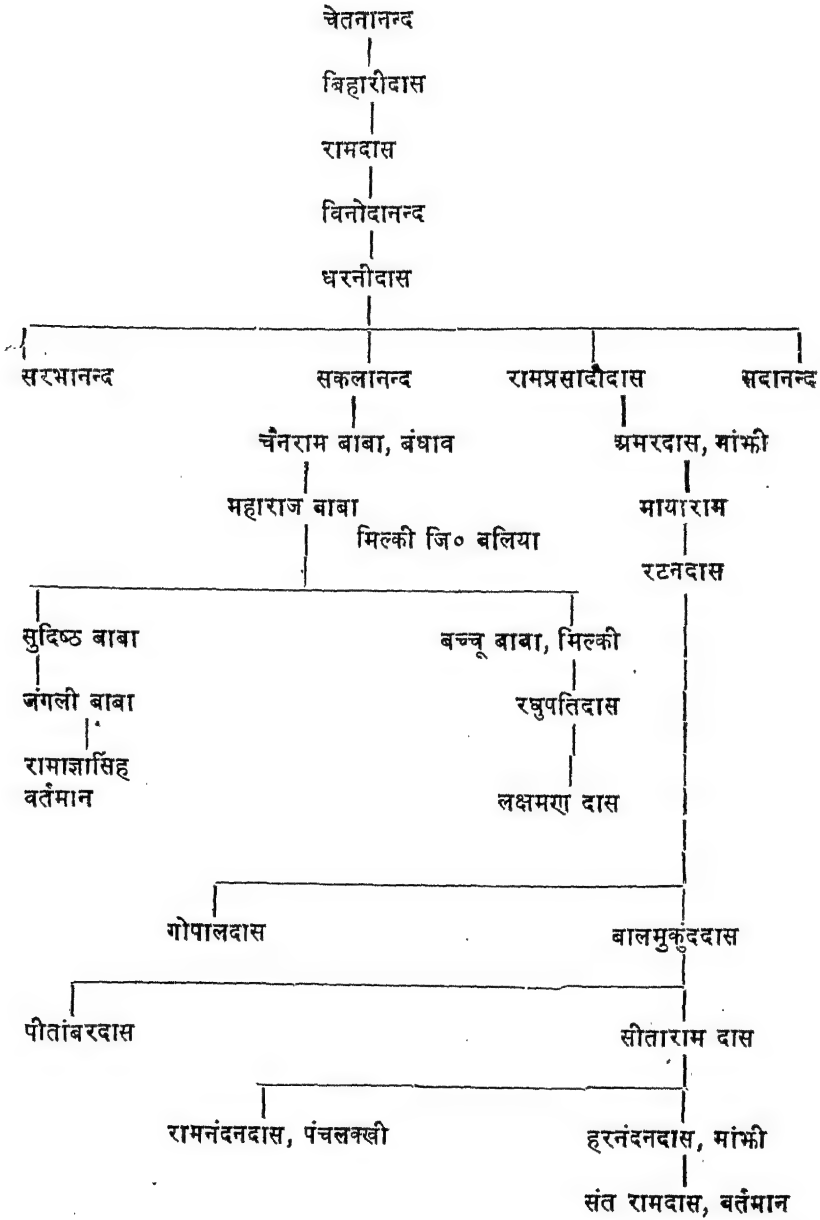 चेतनानन्द
बिहारीदास
रामदास
विनोदानन्द
धरनीदास
सरभानन्द सकलानन्द रामप्रसादीदास सदानन्द
चैनराम बाबा, बंधाव अमरदास, मांझी
महाराज बाबा मायाराम
मिल्की जि० बलिया
रटनदास
सुदिष्ठ बाबा बच्चू बाबा, मिल्की
जंगली बाबा रघुपतिदास
रामाज्ञासिंह
वर्तमान लक्षमण दास
गोपालदास बालमुकुंददास
पीतांबरदास सीताराम दास
रामनंदनदास, पंचलक्खी हरनंदनदास, मांझी
संत रामदास, वर्तमान